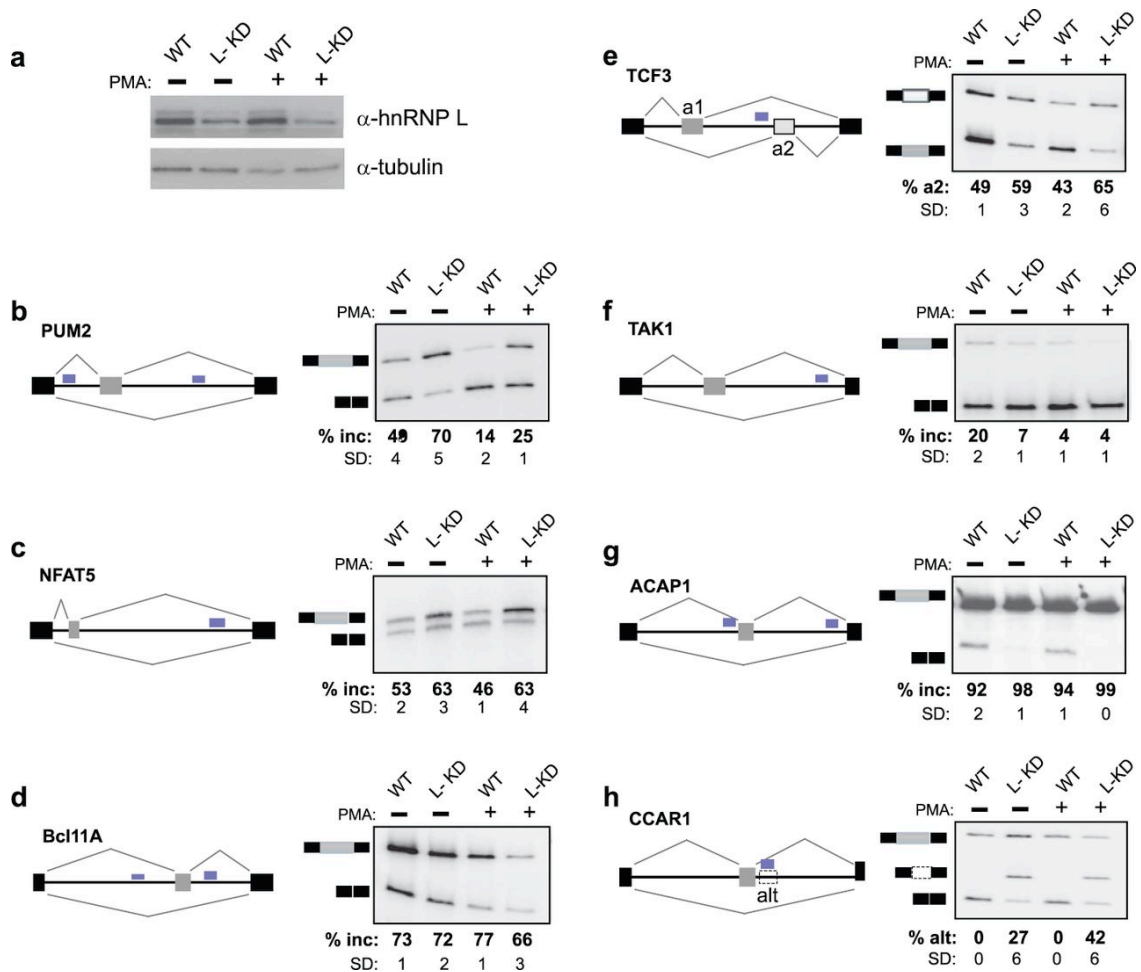 a
WT L- KD WT L-KD
PMA: − − + +
α-hnRNP L
α-tubulin
b
PUM2
WT L- KD WT L-KD
PMA: − − + +
% inc: 49 70 14 25
SD: 4 5 2 1
c
NFAT5
WT L- KD WT L-KD
PMA: − − + +
% inc: 53 63 46 63
SD: 2 3 1 4
d
Bcl11A
WT L- KD WT L-KD
PMA: − − + +
% inc: 73 72 77 66
SD: 1 2 1 3
e
TCF3
a1
a2
WT L- KD WT L-KD
PMA: − − + +
% a2: 49 59 43 65
SD: 1 3 2 6
f
TAK1
WT L- KD WT L-KD
PMA: − − + +
% inc: 20 7 4 4
SD: 2 1 1 1
g
ACAP1
WT L- KD WT L-KD
PMA: − − + +
% inc: 92 98 94 99
SD: 2 1 1 0
h
CCAR1
alt
WT L- KD WT L-KD
PMA: − − + +
% alt: 0 27 0 42
SD: 0 6 0 6